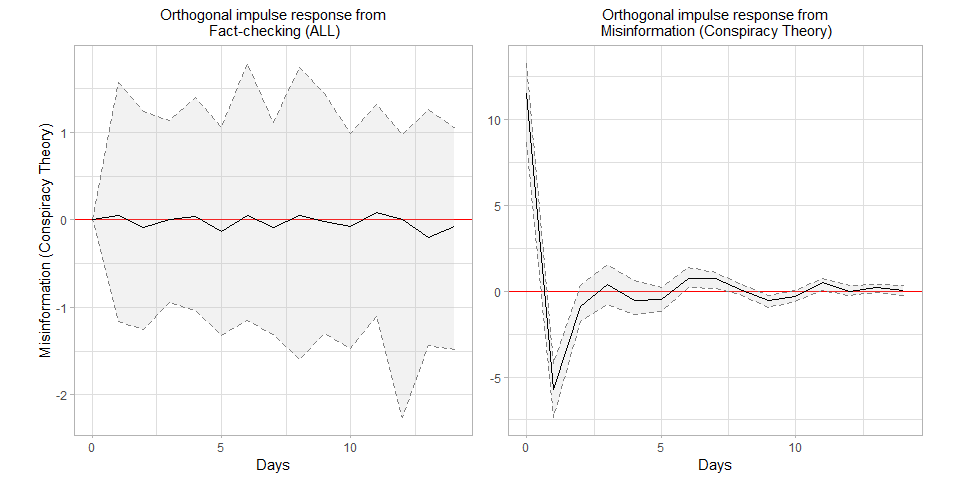 Orthogonal impulse response from
Fact-checking (ALL)
Misinformation (Conspiracy Theory)
1
0
-1
-2
0
5
10
Days
Orthogonal impulse response from
Misinformation (Conspiracy Theory)
10
5
0
-5
0
5
10
Days